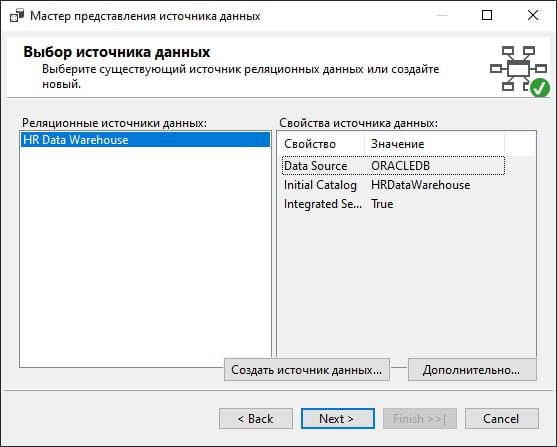 Мастер представления источника данных
Выбор источника данных
Выберите существующий источник реляционных данных или создайте
новый.
Реляционные источники данных:
HR Data Warehouse
Свойства источника данных:
Свойство Значение
Data Source ORACLEDB
Initial Catalog HRDataWarehouse
Integrated Se... True
Создать источник данных...
Дополнительно...
< Back
Next >
Finish >>|
Cancel